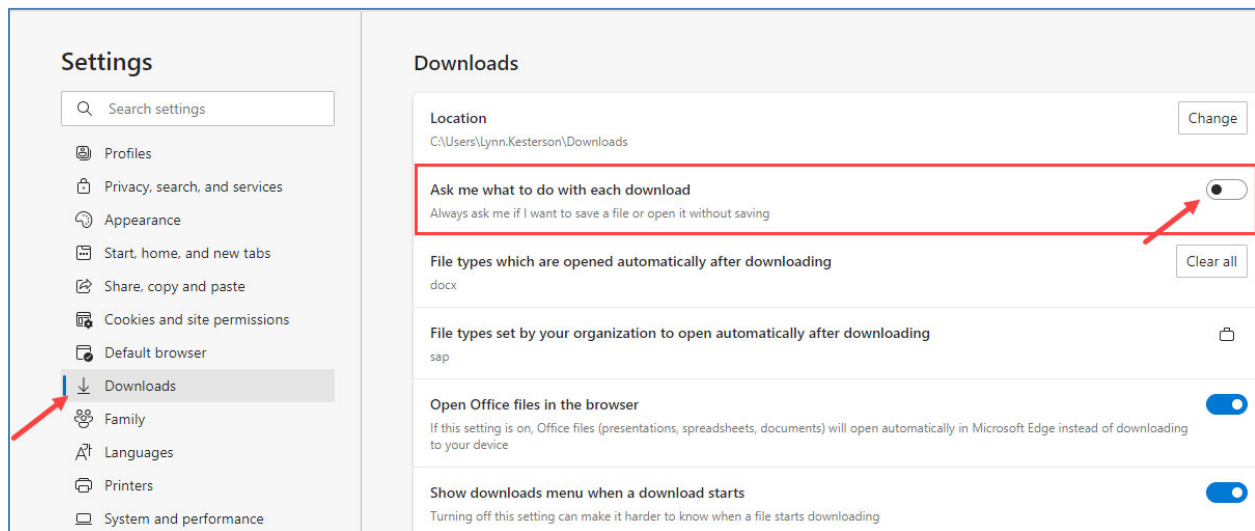 Settings
Search settings
Profiles
Privacy, search, and services
Appearance
Start, home, and new tabs
Share, copy and paste
Cookies and site permissions
Default browser
Downloads
Family
Languages
Printers
System and performance
Downloads
Location
Change
C:\Users\Lynn.Kesterson\Downloads
Ask me what to do with each download
Always ask me if I want to save a file or open it without saving
File types which are opened automatically after downloading
Clear all
docx
File types set by your organization to open automatically after downloading
sap
Open Office files in the browser
If this setting is on, Office files (presentations, spreadsheets, documents) will open automatically in Microsoft Edge instead of downloading
to your device
Show downloads menu when a download starts
Turning off this setting can make it harder to know when a file starts downloading